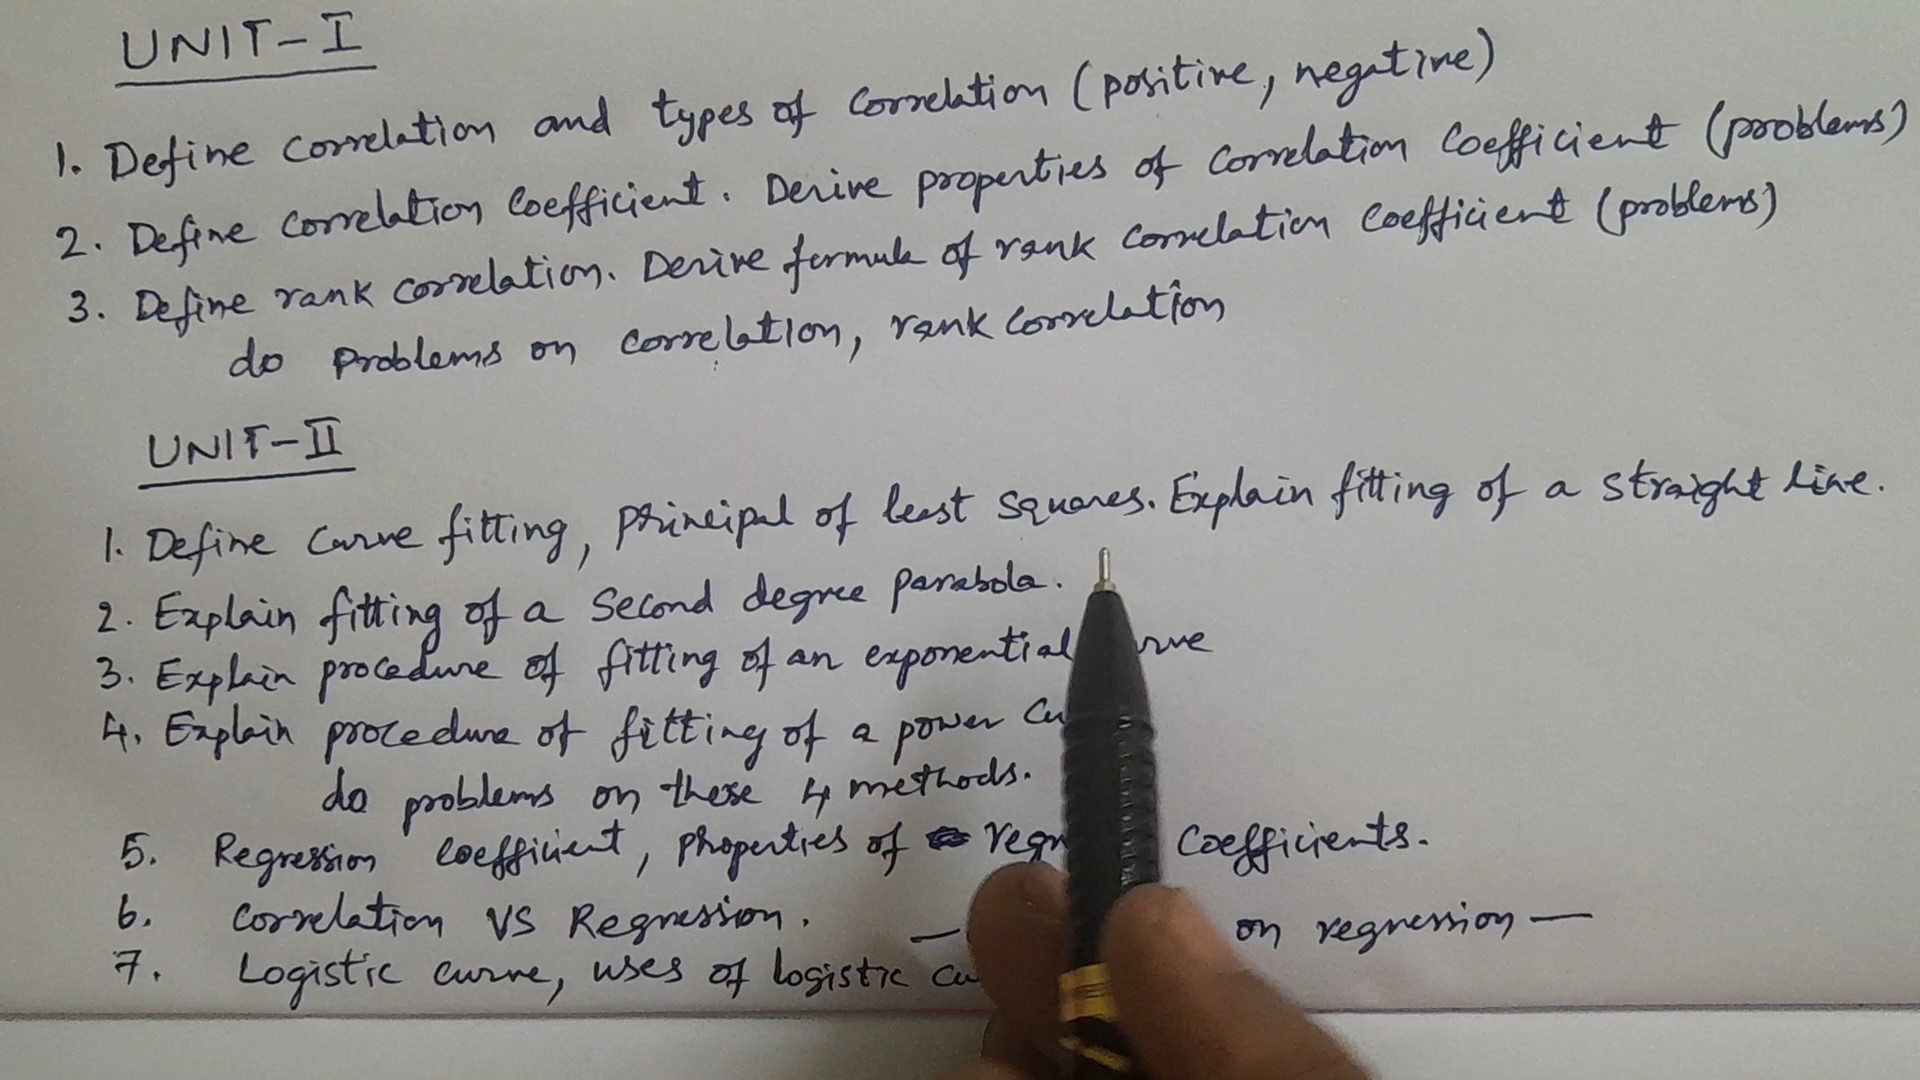 UNIT-I
1. Define correlation and types of correlation (positive, negative)
2. Define correlation coefficient. Derive properties of correlation coefficient (problems)
3. Define rank correlation. Derive formula of rank correlation coefficient (problems)
do problems on correlation, rank correlation
UNIT-II
1. Define curve fitting, principal of least squares. Explain fitting of a straight line.
2. Explain fitting of a second degree parabola.
3. Explain procedure of fitting of an exponential
4. Explain procedure of fitting of a power
do problems on these 4 methods.
5. Regression coefficient, properties of coefficients.
6. correlation VS Regression. — on regression —
7. Logistic curve, uses of logistic